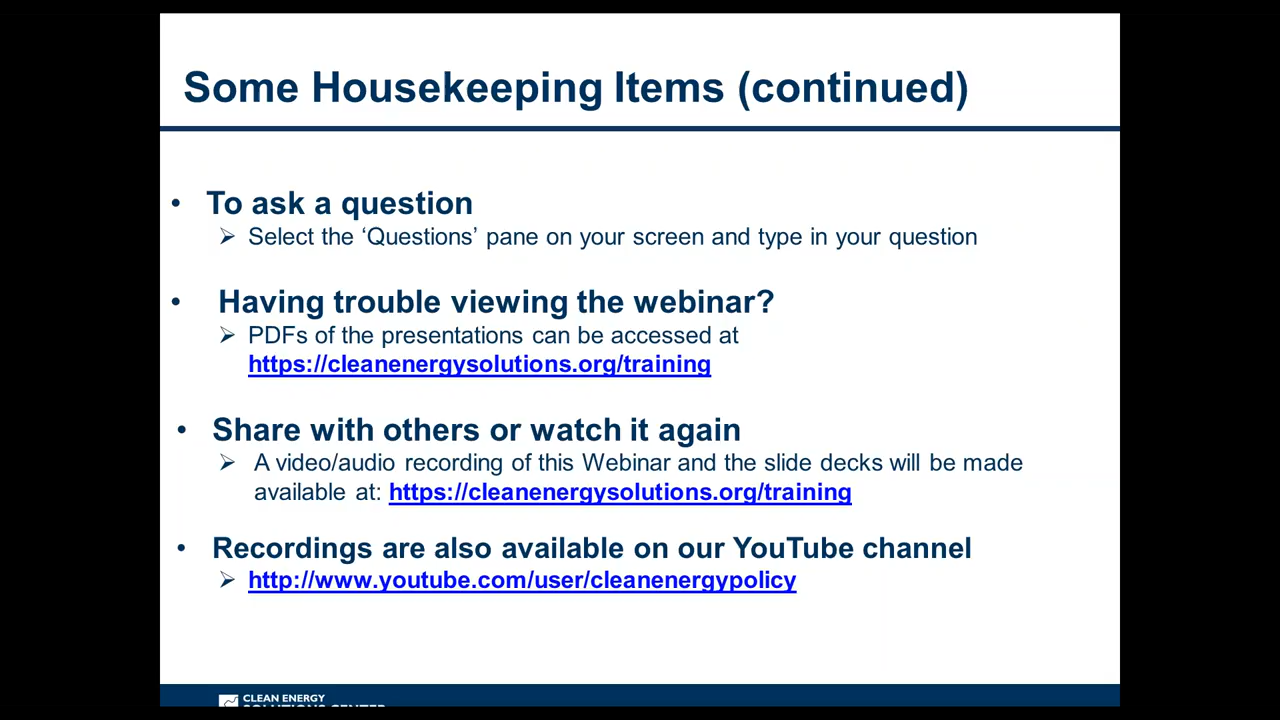 Some Housekeeping Items (continued)
• To ask a question
➢ Select the ‘Questions’ pane on your screen and type in your question
• Having trouble viewing the webinar?
➢ PDFs of the presentations can be accessed at
https://cleanenergysolutions.org/training
• Share with others or watch it again
➢ A video/audio recording of this Webinar and the slide decks will be made
available at: https://cleanenergysolutions.org/training
• Recordings are also available on our YouTube channel
➢ http://www.youtube.com/user/cleanenergypolicy
CLEAN ENERGY
SOLUTIONS CENTER